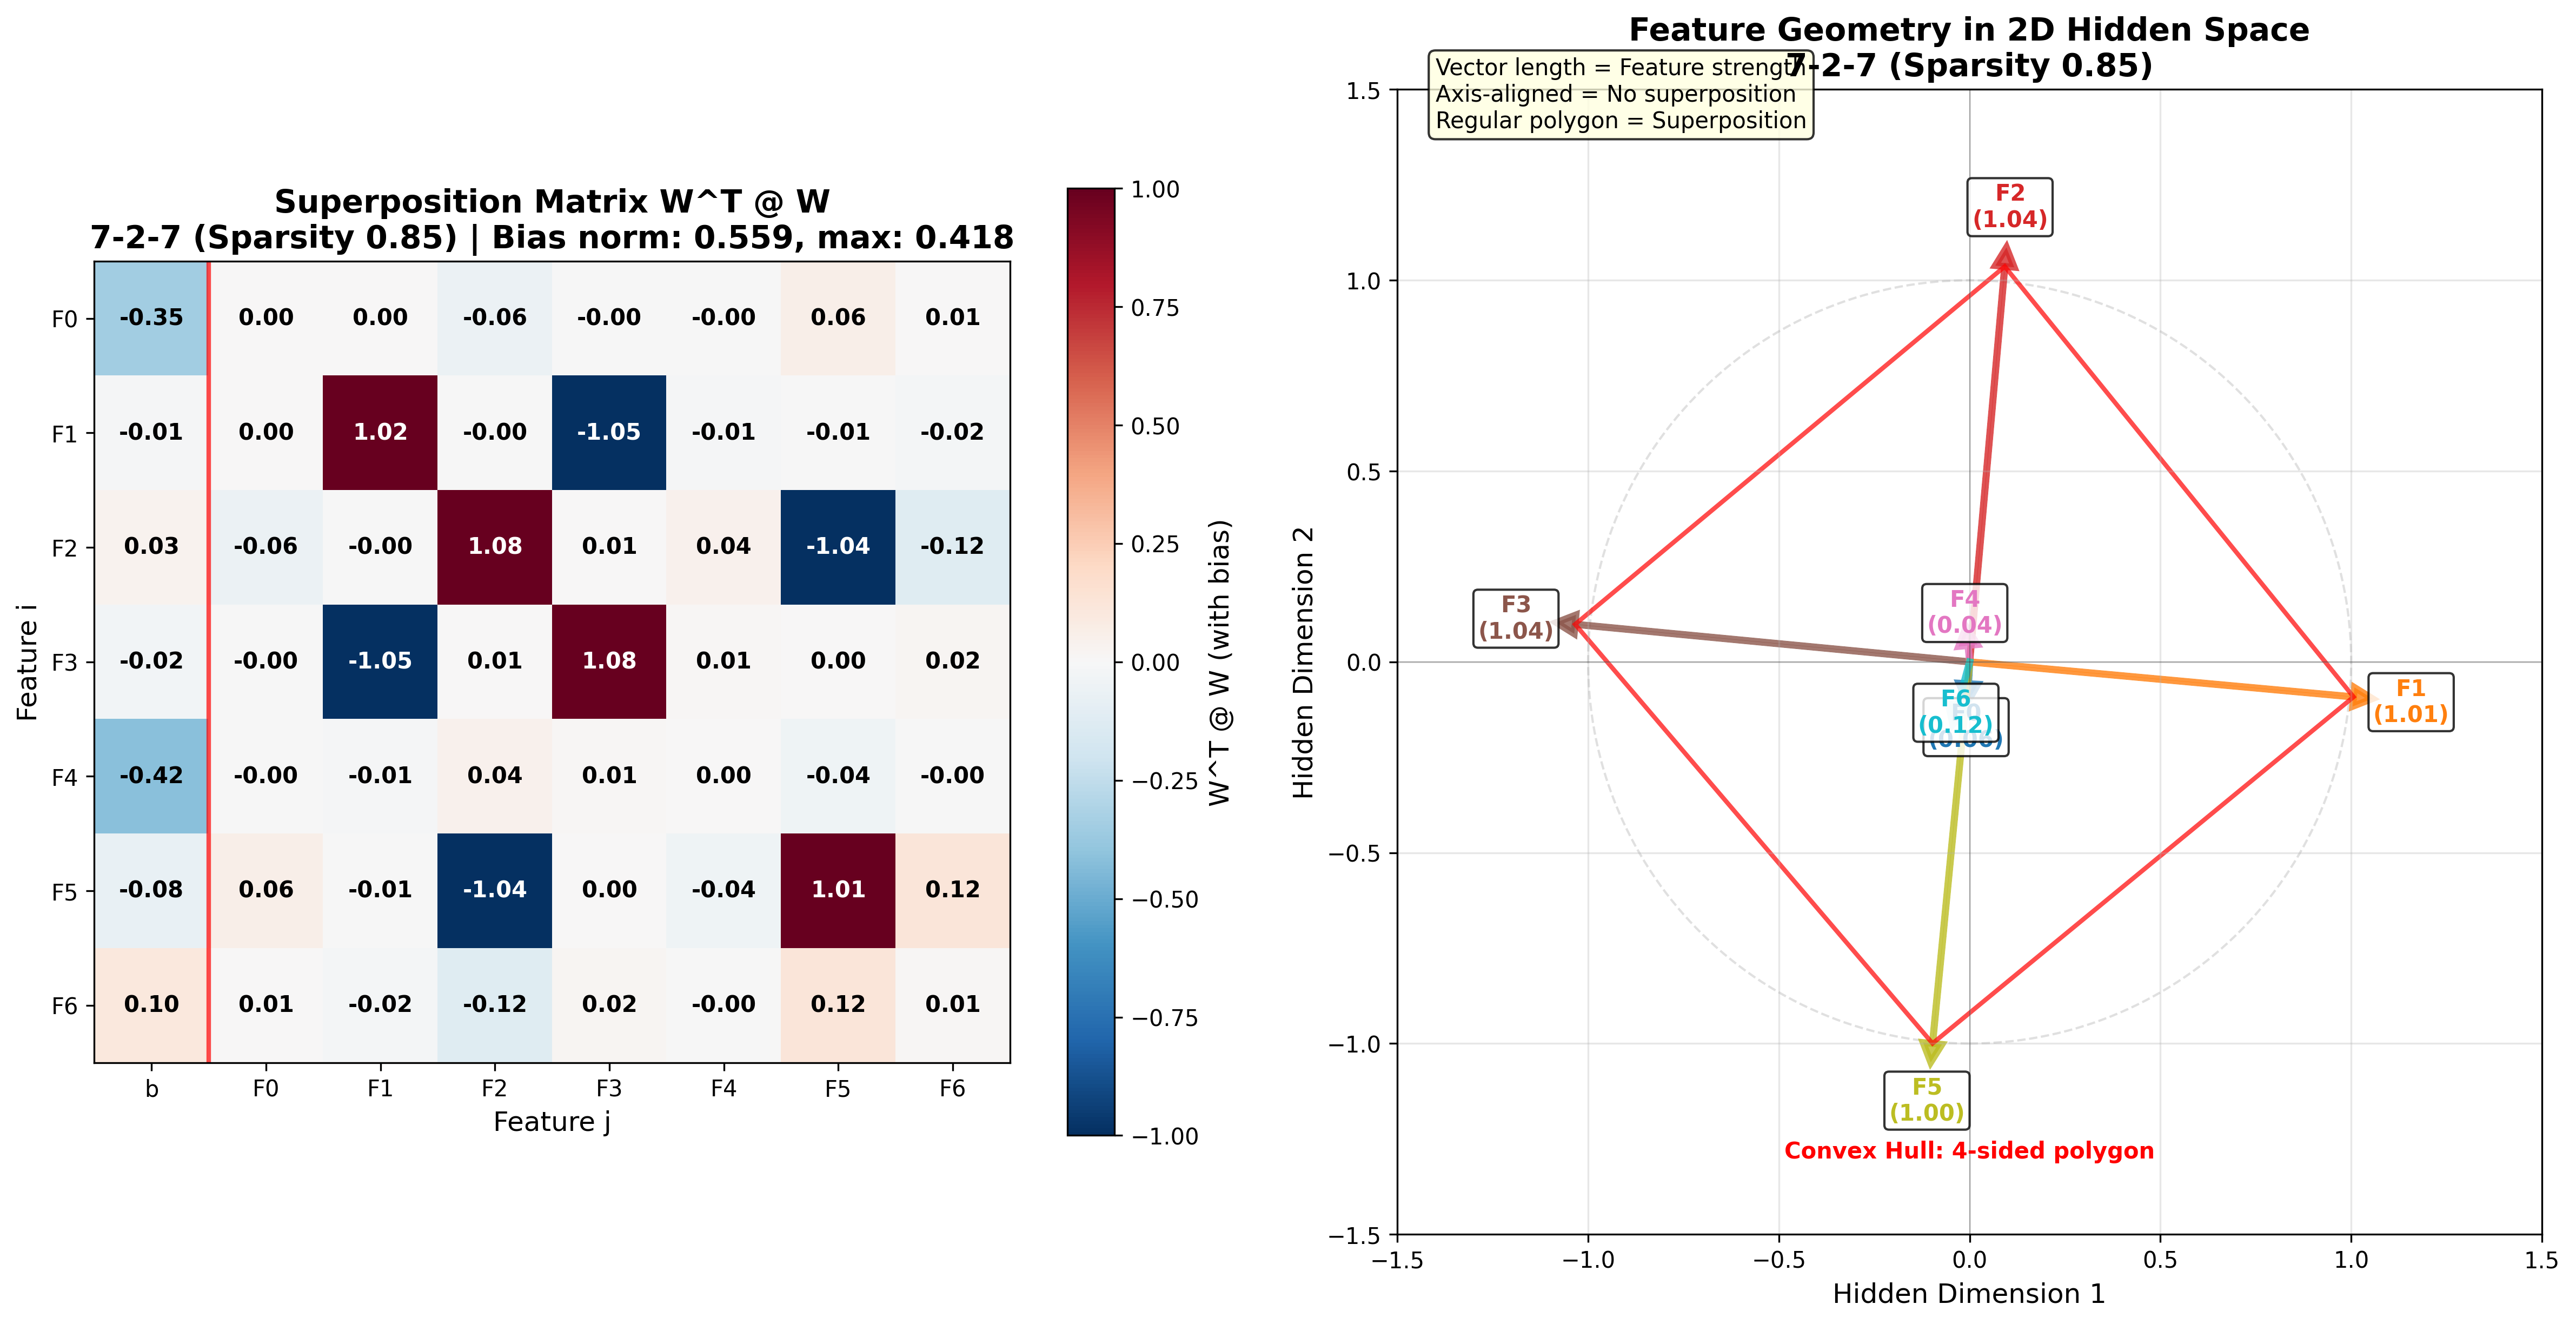 Superposition Matrix W^T @ W
7-2-7 (Sparsity 0.85) | Bias norm: 0.559, max: 0.418
F0 -0.35 0.00 0.00 -0.06 -0.00 -0.00 0.06 0.01
F1 -0.01 0.00 1.02 -0.00 -1.05 -0.01 -0.01 -0.02
F2 0.03 -0.06 -0.00 1.08 0.01 0.04 -1.04 -0.12
F3 -0.02 -0.00 -1.05 0.01 1.08 0.01 0.00 0.02
F4 -0.42 -0.00 -0.01 0.04 0.01 0.00 -0.04 -0.00
F5 -0.08 0.06 -0.01 -1.04 0.00 -0.04 1.01 0.12
F6 0.10 0.01 -0.02 -0.12 0.02 -0.00 0.12 0.01
b F0 F1 F2 F3 F4 F5 F6
Feature j
Feature i
1.00
0.75
0.50
0.25
0.00
−0.25
−0.50
−0.75
−1.00
W^T @ W (with bias)
Feature Geometry in 2D Hidden Space
7-2-7 (Sparsity 0.85)
Vector length = Feature strength
Axis-aligned = No superposition
Regular polygon = Superposition
1.5
1.0
0.5
0.0
−0.5
−1.0
−1.5
Hidden Dimension 2
F2
(1.04)
F3
(1.04)
F4
(0.04)
F6
(0.12)
F0
(0.06)
F1
(1.01)
F5
(1.00)
Convex Hull: 4-sided polygon
−1.5 −1.0 −0.5 0.0 0.5 1.0 1.5
Hidden Dimension 1